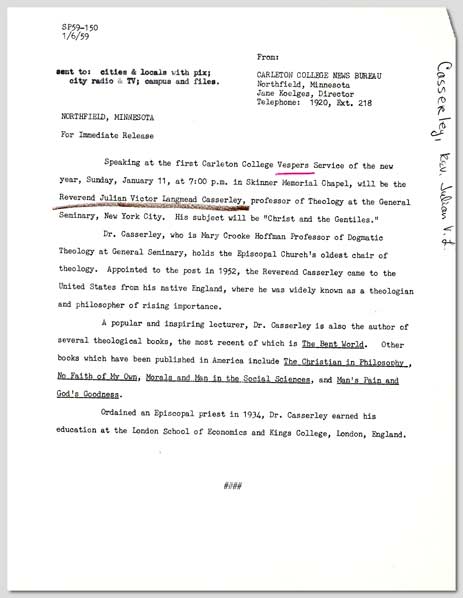 SP59-150
1/6/59
From:
sent to: cities & locals with pix;
city radio & TV; campus and files.
CARLETON COLLEGE NEWS BUREAU
Northfield, Minnesota
Jane Koelges, Director
Telephone: 1920, Ext. 218
Casserley, Rev. Julian V. L.
NORTHFIELD, MINNESOTA
For Immediate Release
Speaking at the first Carleton College Vespers Service of the new
year, Sunday, January 11, at 7:00 p.m. in Skinner Memorial Chapel, will be the
Reverend Julian Victor Langmead Casserley, professor of Theology at the General
Seminary, New York City. His subject will be "Christ and the Gentiles."
Dr. Casserley, who is Mary Crooke Hoffman Professor of Dogmatic
Theology at General Seminary, holds the Episcopal Church's oldest chair of
theology. Appointed to the post in 1952, the Reverend Casserley came to the
United States from his native England, where he was widely known as a theologian
and philosopher of rising importance.
A popular and inspiring lecturer, Dr. Casserley is also the author of
several theological books, the most recent of which is The Bent World. Other
books which have been published in America include The Christian in Philosophy,
No Faith of My Own, Morals and Man in the Social Sciences, and Man's Pain and
God's Goodness.
Ordained an Episcopal priest in 1934, Dr. Casserley earned his
education at the London School of Economics and Kings College, London, England.
####